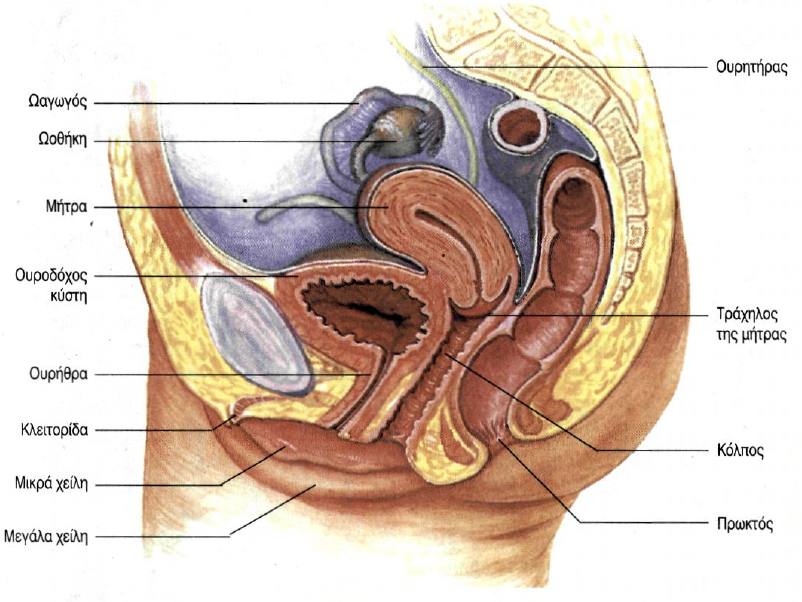 Ουρητήρας
Ωαγωγός
Ωοθήκη
Μήτρα
Ουροδόχος
κύστη
Τράχηλος
της μήτρας
Ουρήθρα
Κλειτορίδα
Κόλπος
Μικρά χείλη
Πρωκτός
Μεγάλα χείλη